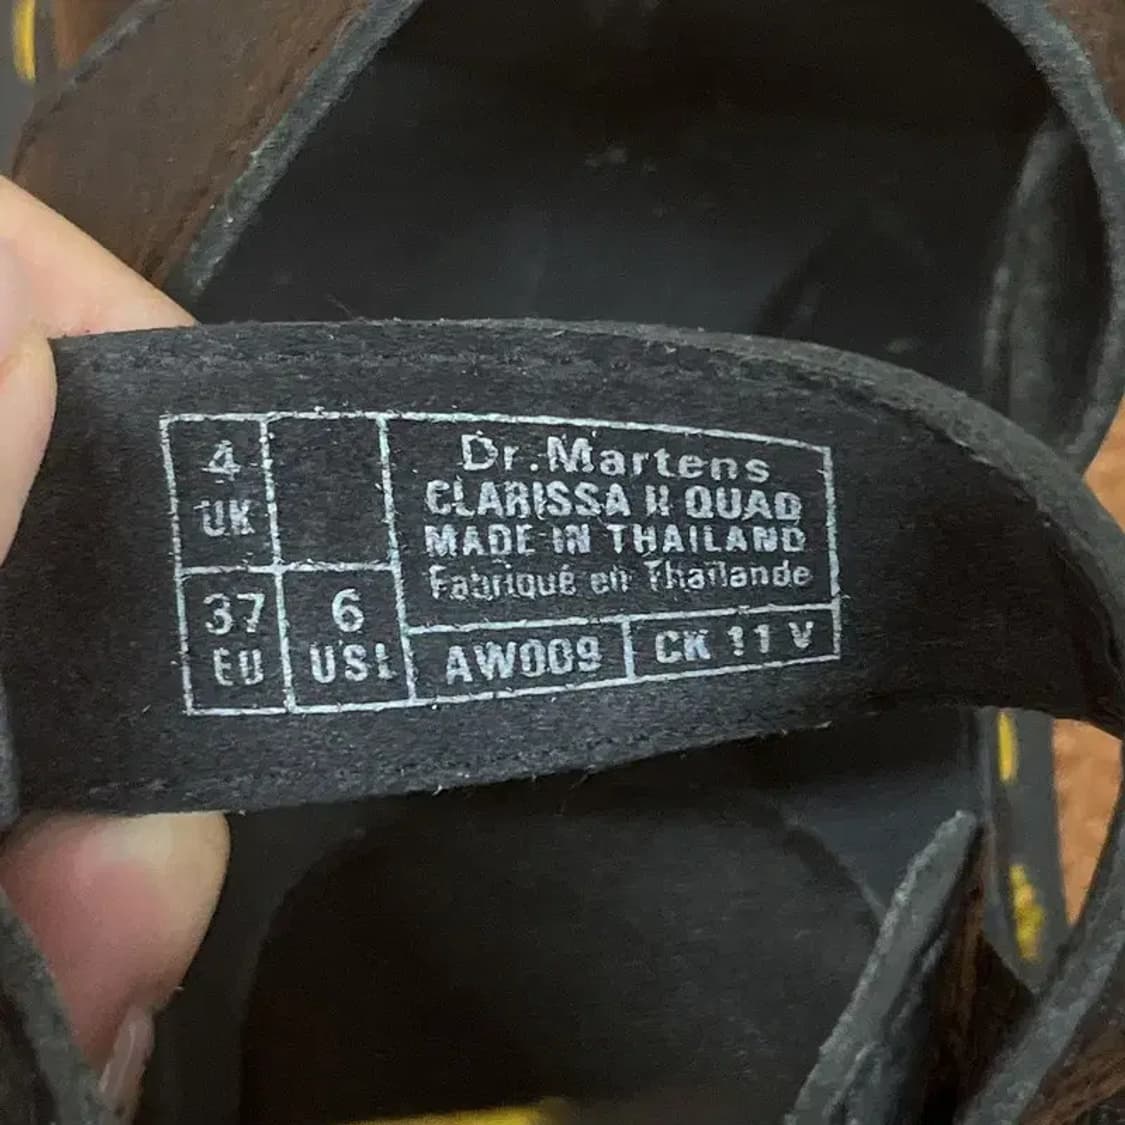 4
UK
37
EU
6
USL
Dr.Martens
CLARISSA II QUAD
MADE IN THAILAND
Fabriqué en Thaïlande
AW009
CK 11 V